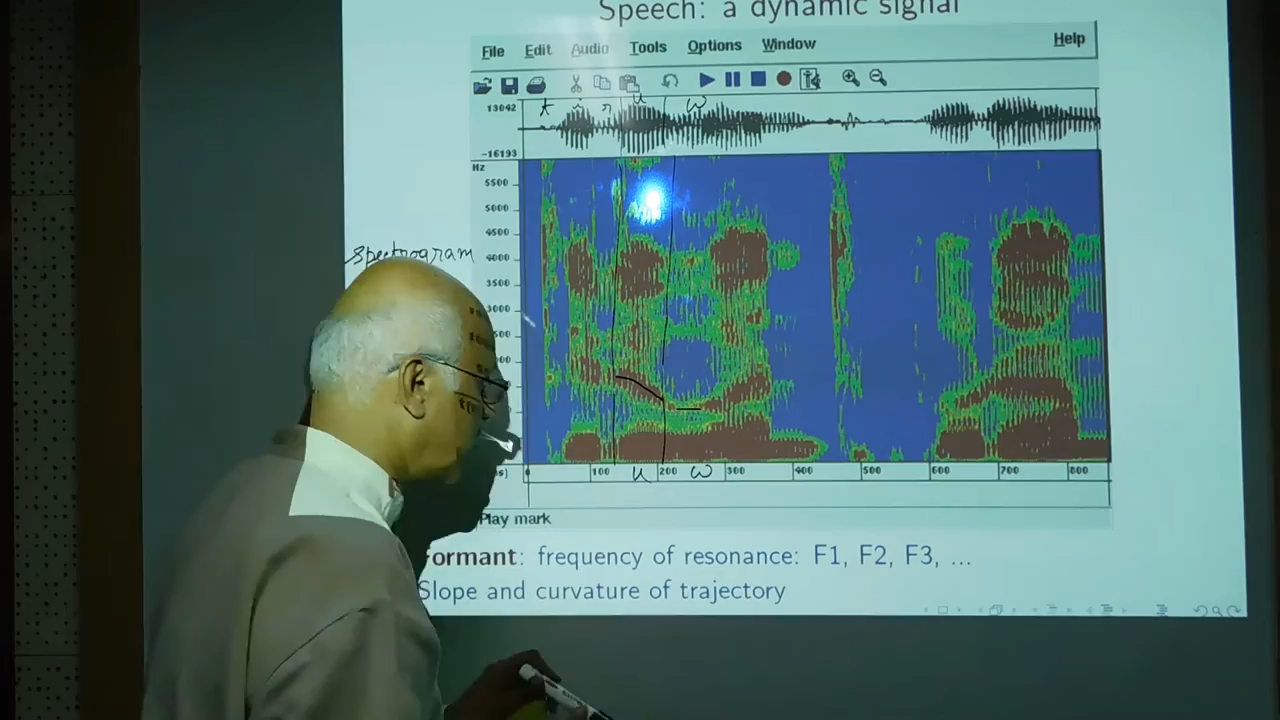 Speech: a dynamic signal
File Edit Audio Tools Options Window Help
13042
-16193
Hz
5500
5000
4500
4000
3500
3000
spectrogram
u
w
0 100 200 300 400 500 600 700 800
u w
Play mark
ormant: frequency of resonance: F1, F2, F3, ...
Slope and curvature of trajectory